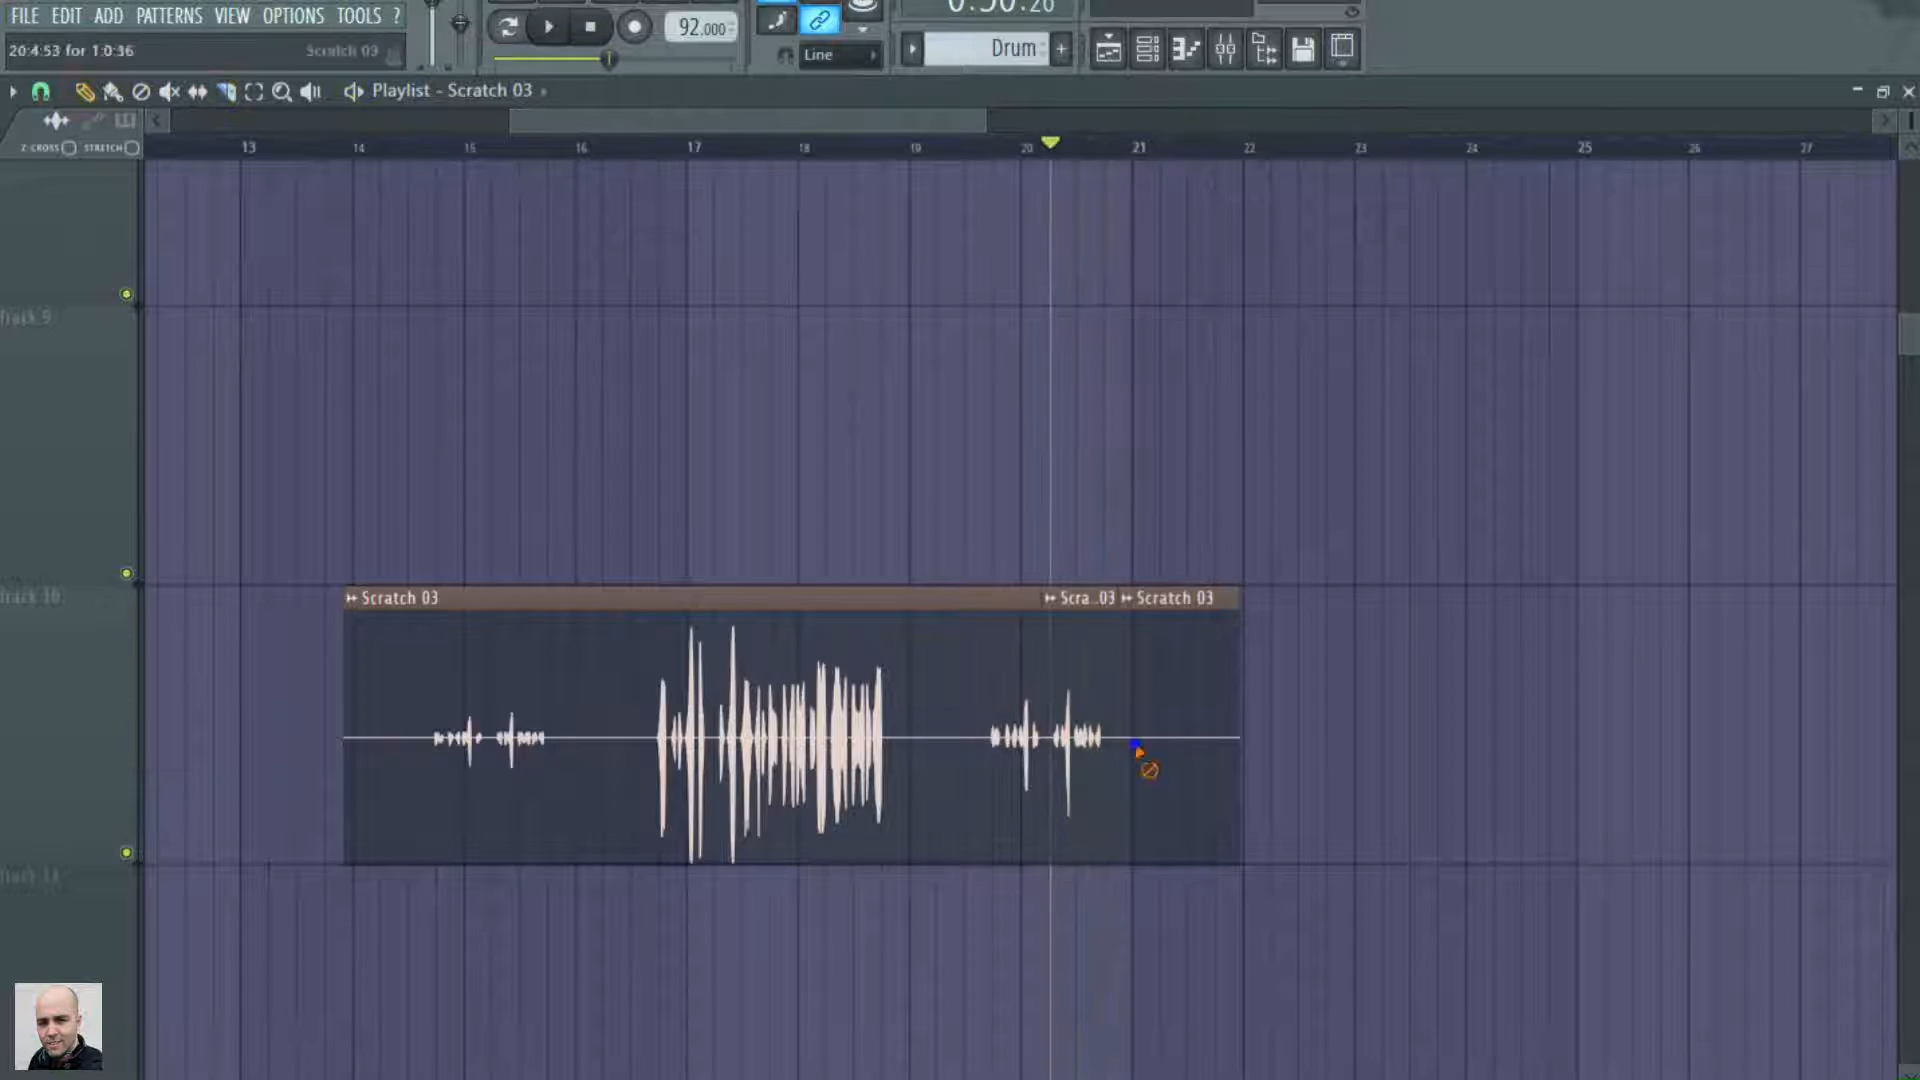 FILE EDIT ADD PATTERNS VIEW OPTIONS TOOLS ?
20:4:53 for 1:0:36 Scratch 03
92.000
Line
Drum
Playlist - Scratch 03
Z-CROSS STRETCH
13 14 15 16 17 18 19 20 21 22 23 24 25 26 27
Track 9
Track 10
Scratch 03 Scra..03 Scratch 03
Track 11